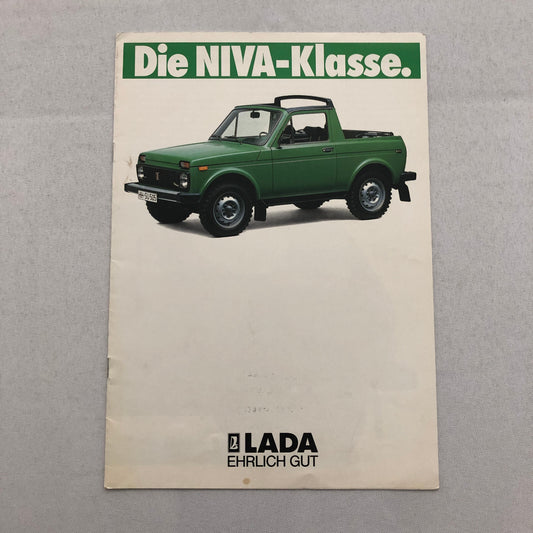 Die NIVA-Klasse.
LADA
EHRLICH GUT